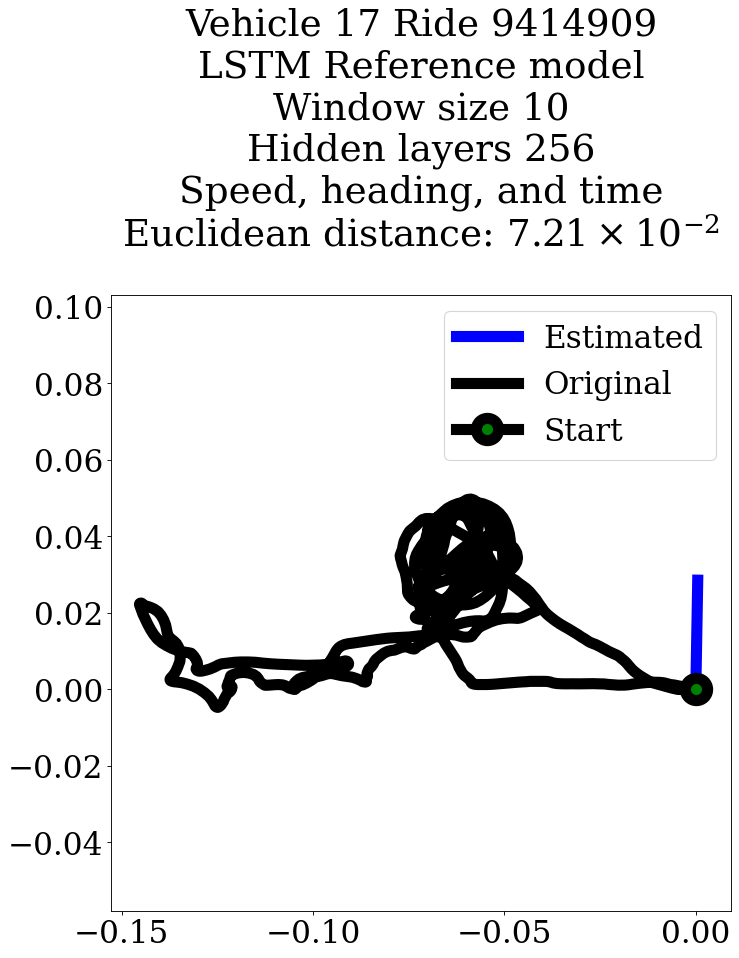 Vehicle 17 Ride 9414909
LSTM Reference model
Window size 10
Hidden layers 256
Speed, heading, and time
Euclidean distance: 7.21 × 10⁻²
0.10
0.08
0.06
0.04
0.02
0.00
−0.02
−0.04
Estimated
Original
Start
−0.15
−0.10
−0.05
0.00